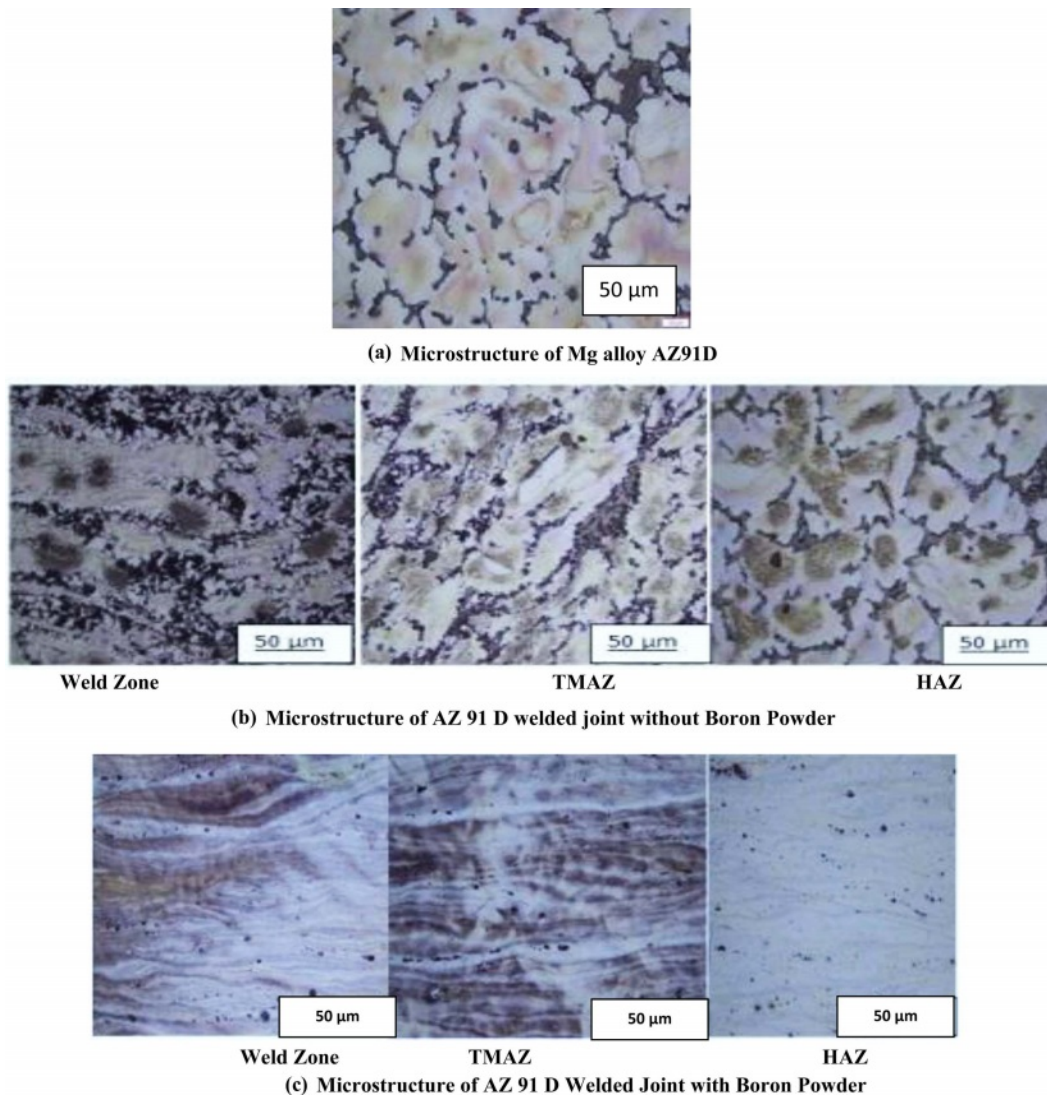 50 µm
(a) Microstructure of Mg alloy AZ91D
50 µm 50 µm 50 µm
Weld Zone TMAZ HAZ
(b) Microstructure of AZ 91 D welded joint without Boron Powder
50 µm 50 µm 50 µm
Weld Zone TMAZ HAZ
(c) Microstructure of AZ 91 D Welded Joint with Boron Powder